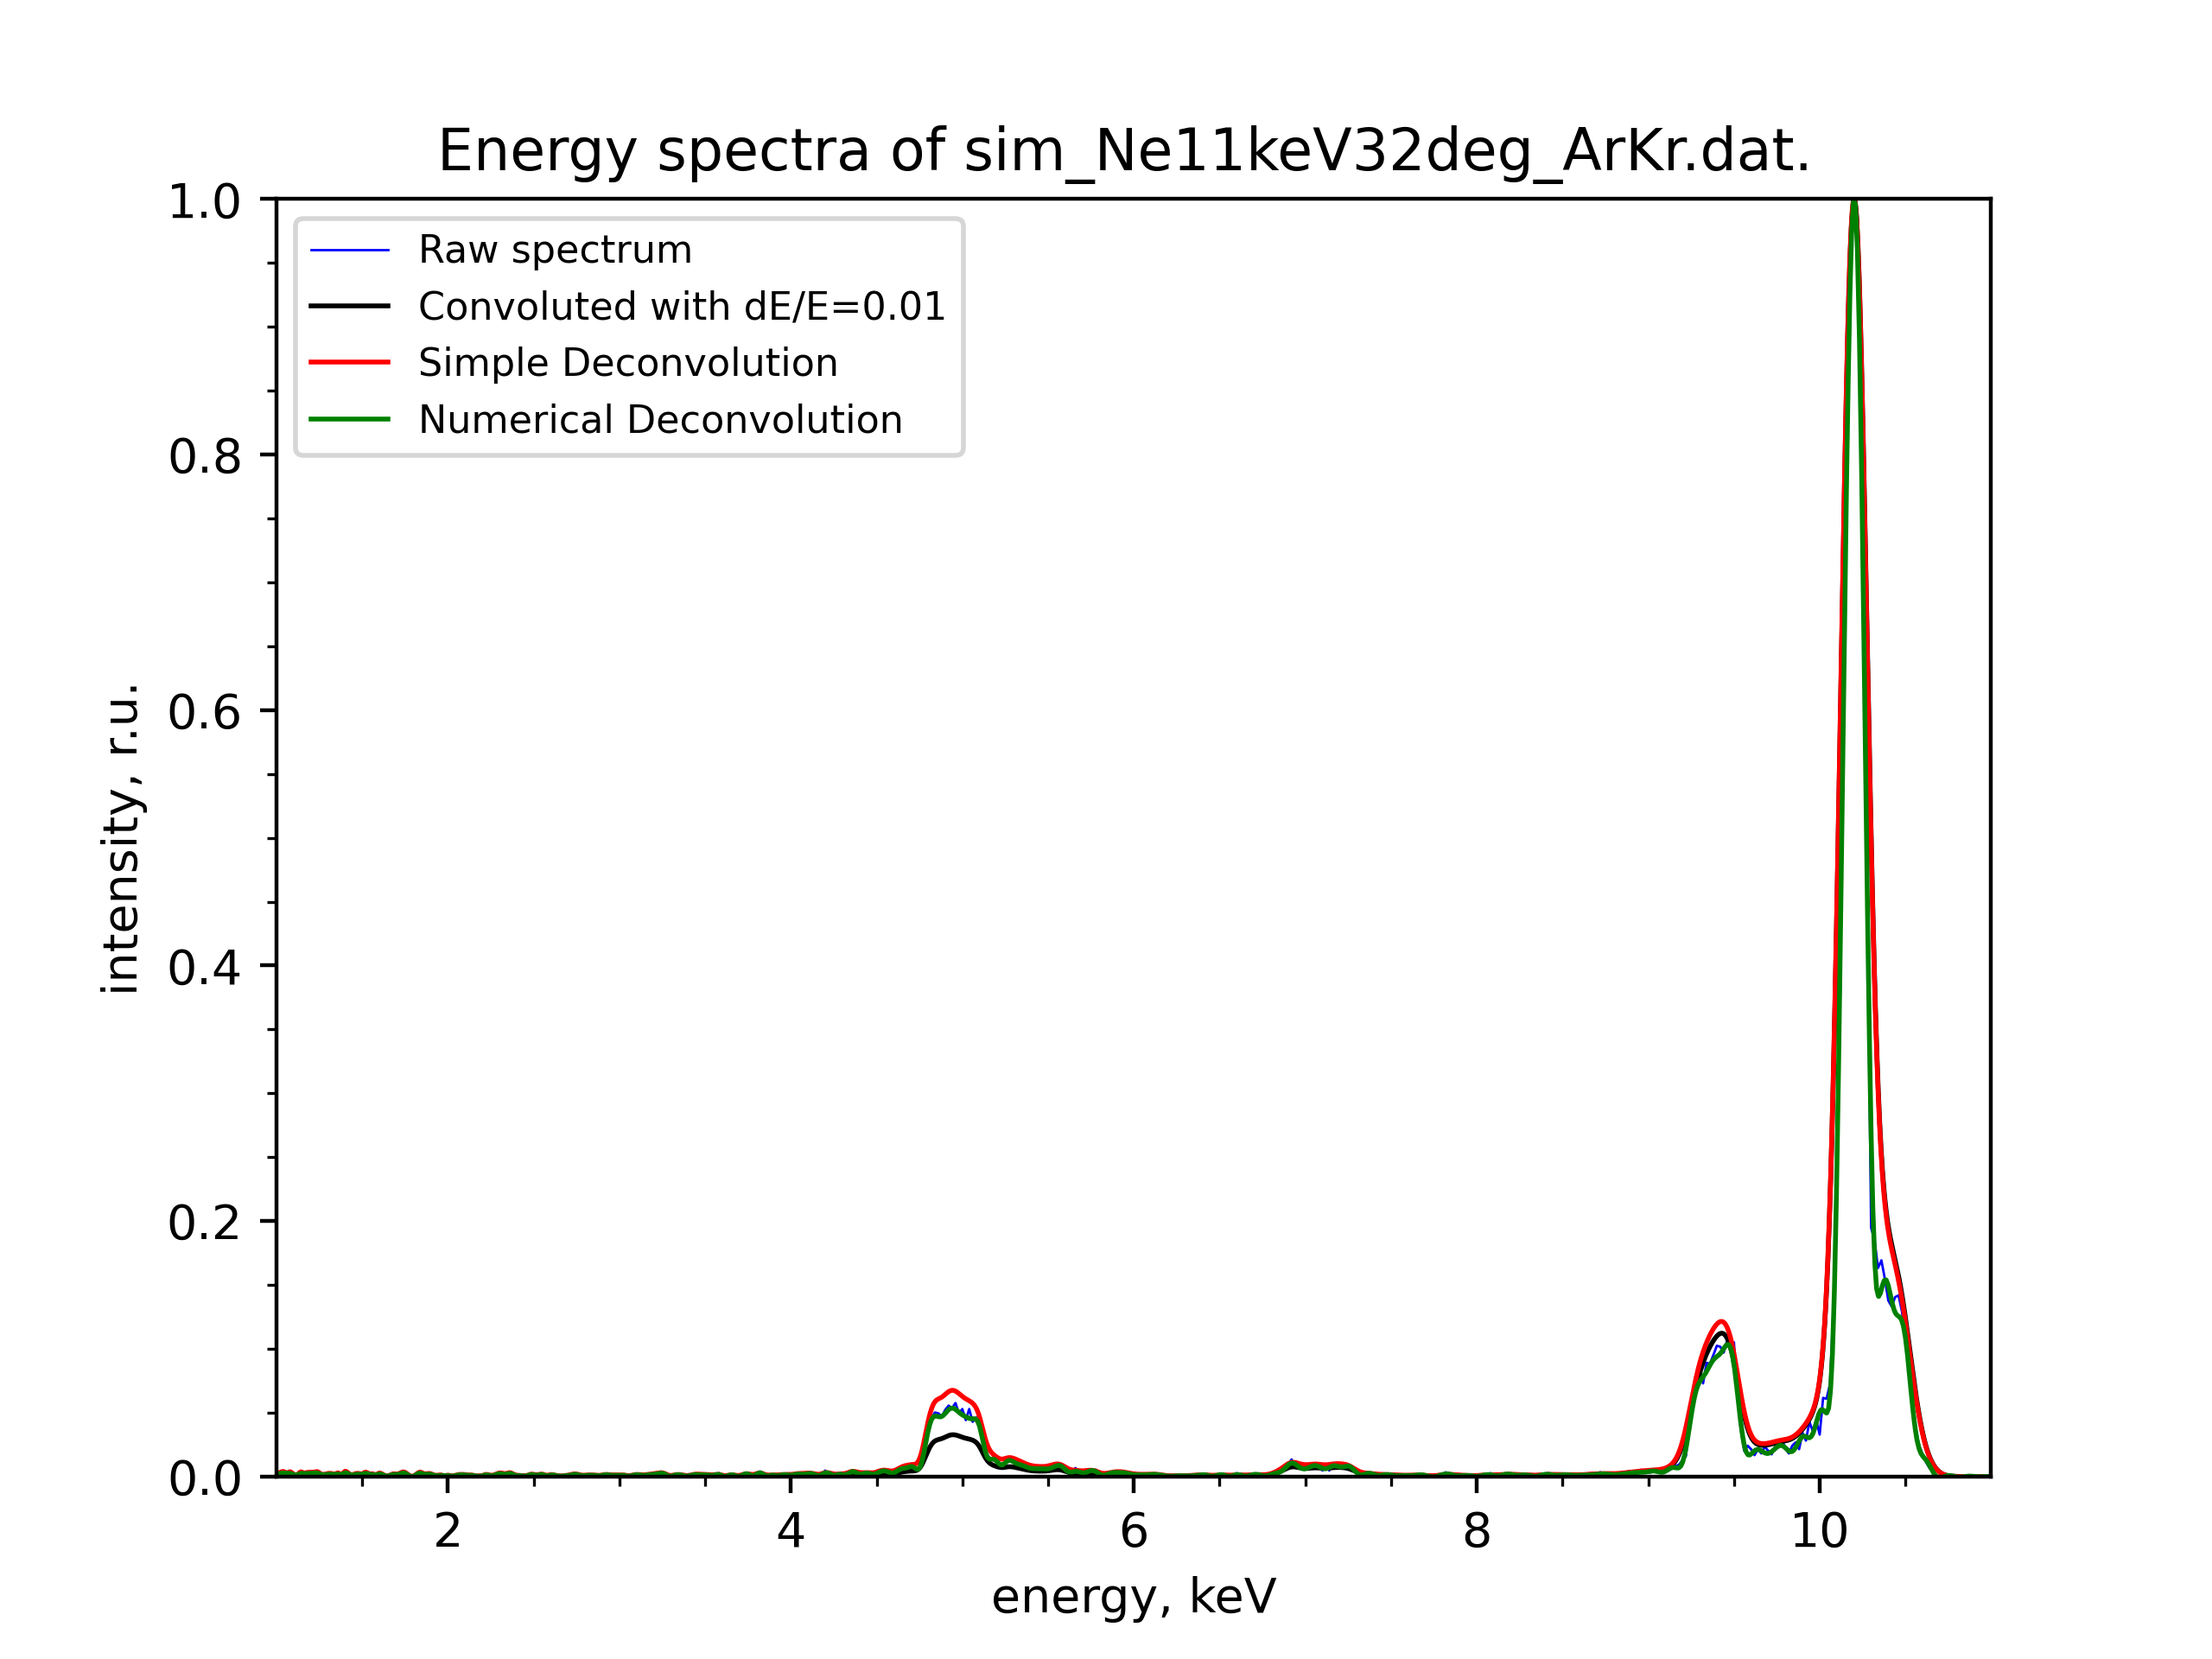 Energy spectra of sim_Ne11keV32deg_ArKr.dat.
1.0
Raw spectrum
Convoluted with dE/E=0.01
Simple Deconvolution
Numerical Deconvolution
0.8
0.6
intensity, r.u.
0.4
0.2
0.0
2 4 6 8 10
energy, keV